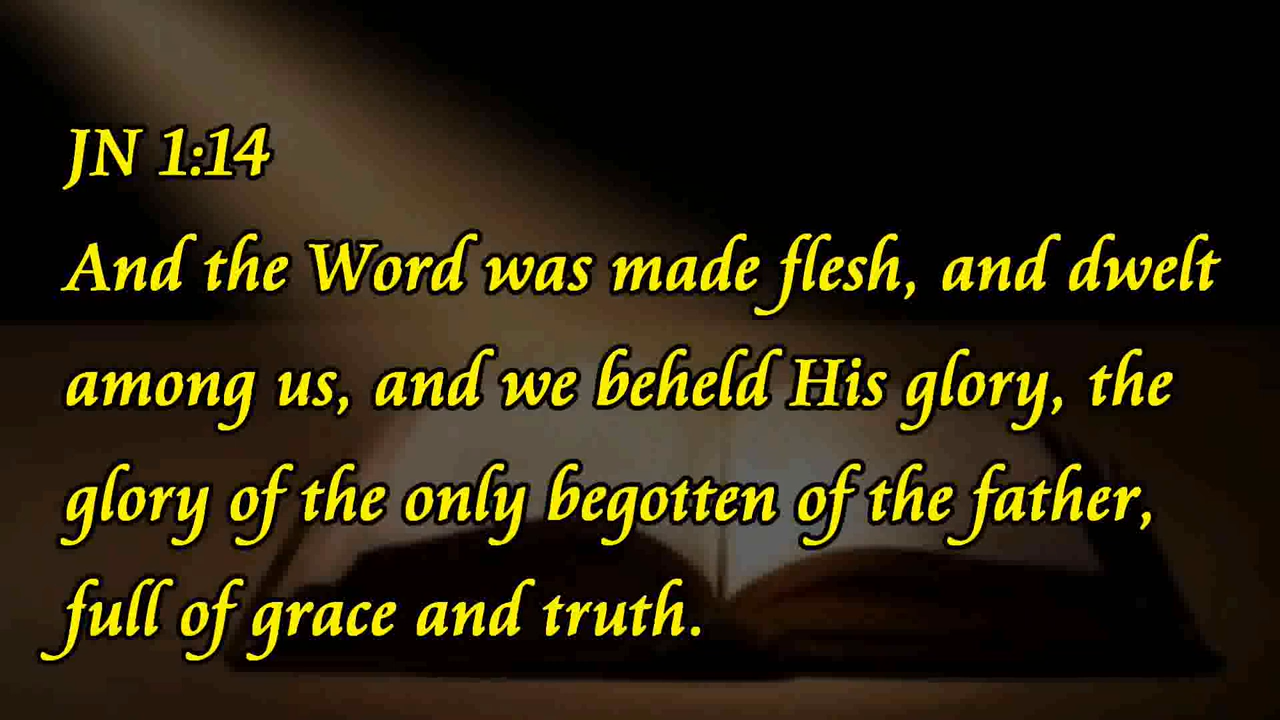 JN 1:14
And the Word was made flesh, and dwelt
among us, and we beheld His glory, the
glory of the only begotten of the father,
full of grace and truth.